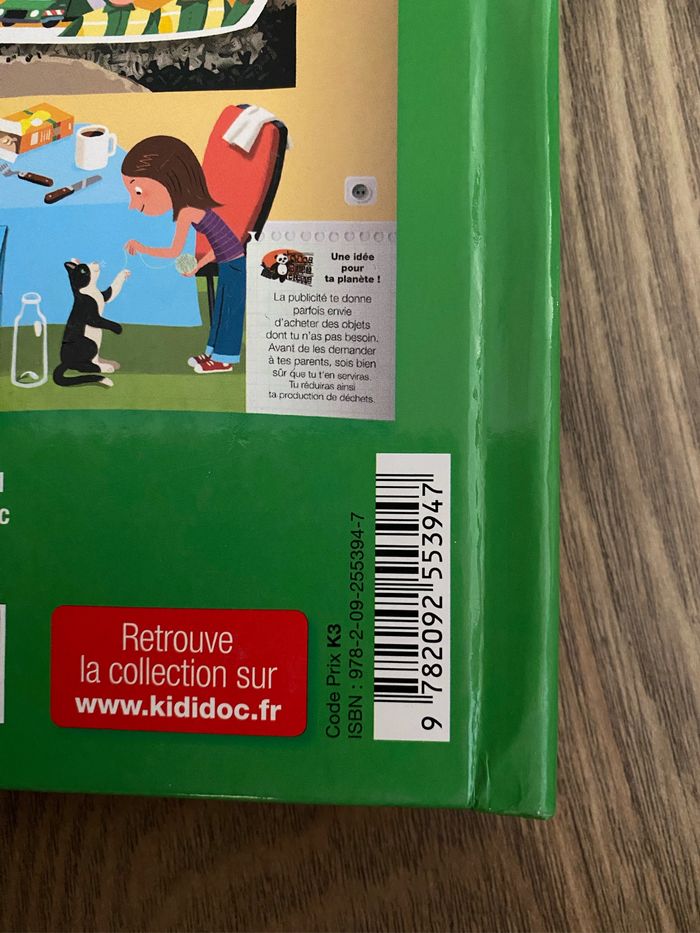 Une idée
pour
ta planète !
La publicité te donne
parfois envie
d'acheter des objets
dont tu n'as pas besoin.
Avant de les demander
à tes parents, sois bien
sûr que tu t'en serviras.
Tu réduiras ainsi
ta production de déchets.
c
Retrouve
la collection sur
www.kididoc.fr
Code Prix K3
ISBN : 978-2-09-255394-7
9 782092 553947